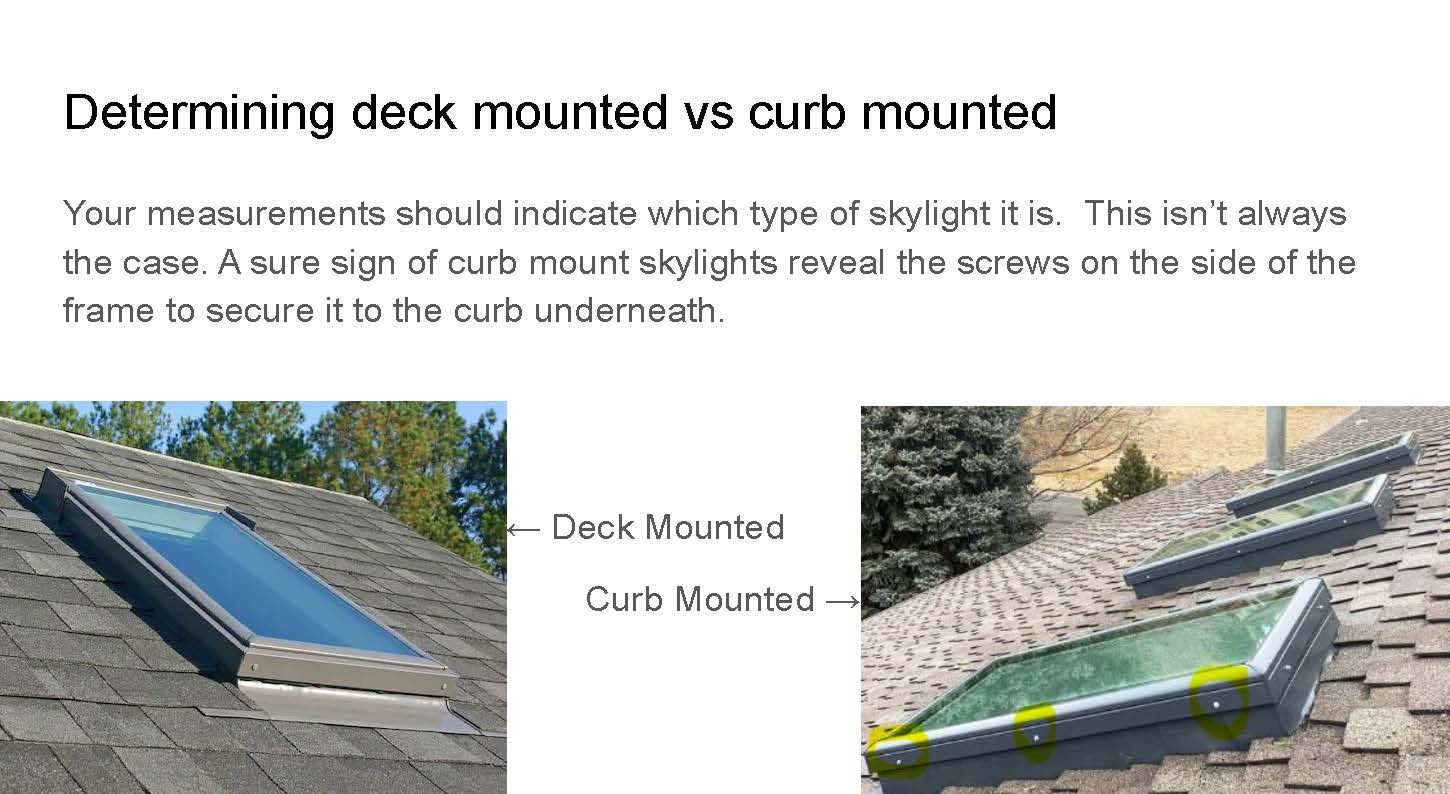 Determining deck mounted vs curb mounted
Your measurements should indicate which type of skylight it is.  This isn’t always
the case. A sure sign of curb mount skylights reveal the screws on the side of the
frame to secure it to the curb underneath.
← Deck Mounted
Curb Mounted →